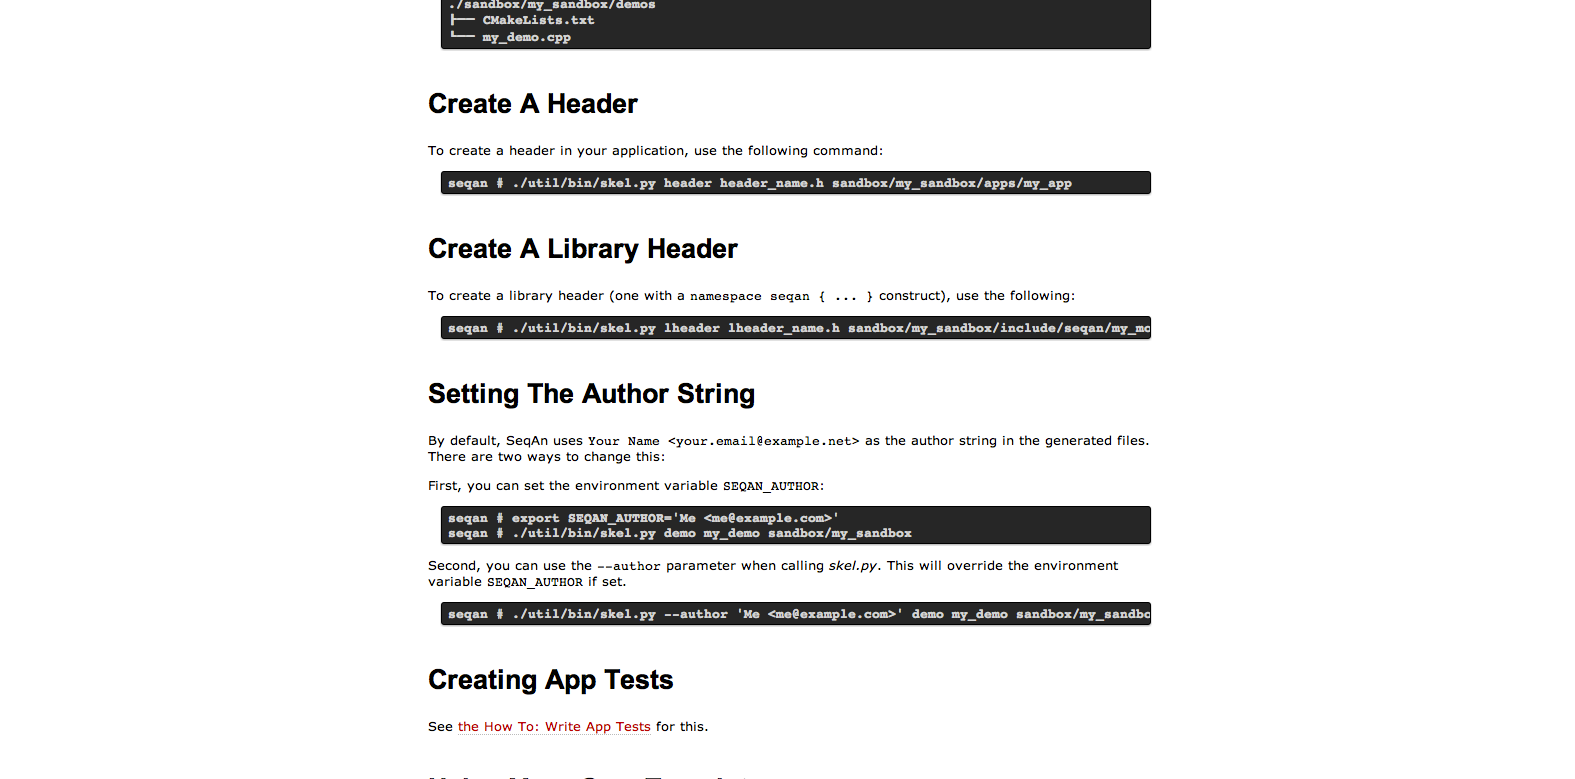 ./sandbox/my_sandbox/demos
├── CMakeLists.txt
└── my_demo.cpp
Create A Header
To create a header in your application, use the following command:
seqan # ./util/bin/skel.py header header_name.h sandbox/my_sandbox/apps/my_app
Create A Library Header
To create a library header (one with a namespace seqan { ... } construct), use the following:
seqan # ./util/bin/skel.py lheader lheader_name.h sandbox/my_sandbox/include/seqan/my_mo
Setting The Author String
By default, SeqAn uses Your Name <your.email@example.net> as the author string in the generated files.
There are two ways to change this:
First, you can set the environment variable SEQAN_AUTHOR:
seqan # export SEQAN_AUTHOR='Me <me@example.com>'
seqan # ./util/bin/skel.py demo my_demo sandbox/my_sandbox
Second, you can use the --author parameter when calling skel.py. This will override the environment
variable SEQAN_AUTHOR if set.
seqan # ./util/bin/skel.py --author 'Me <me@example.com>' demo my_demo sandbox/my_sandbo
Creating App Tests
See the How To: Write App Tests for this.